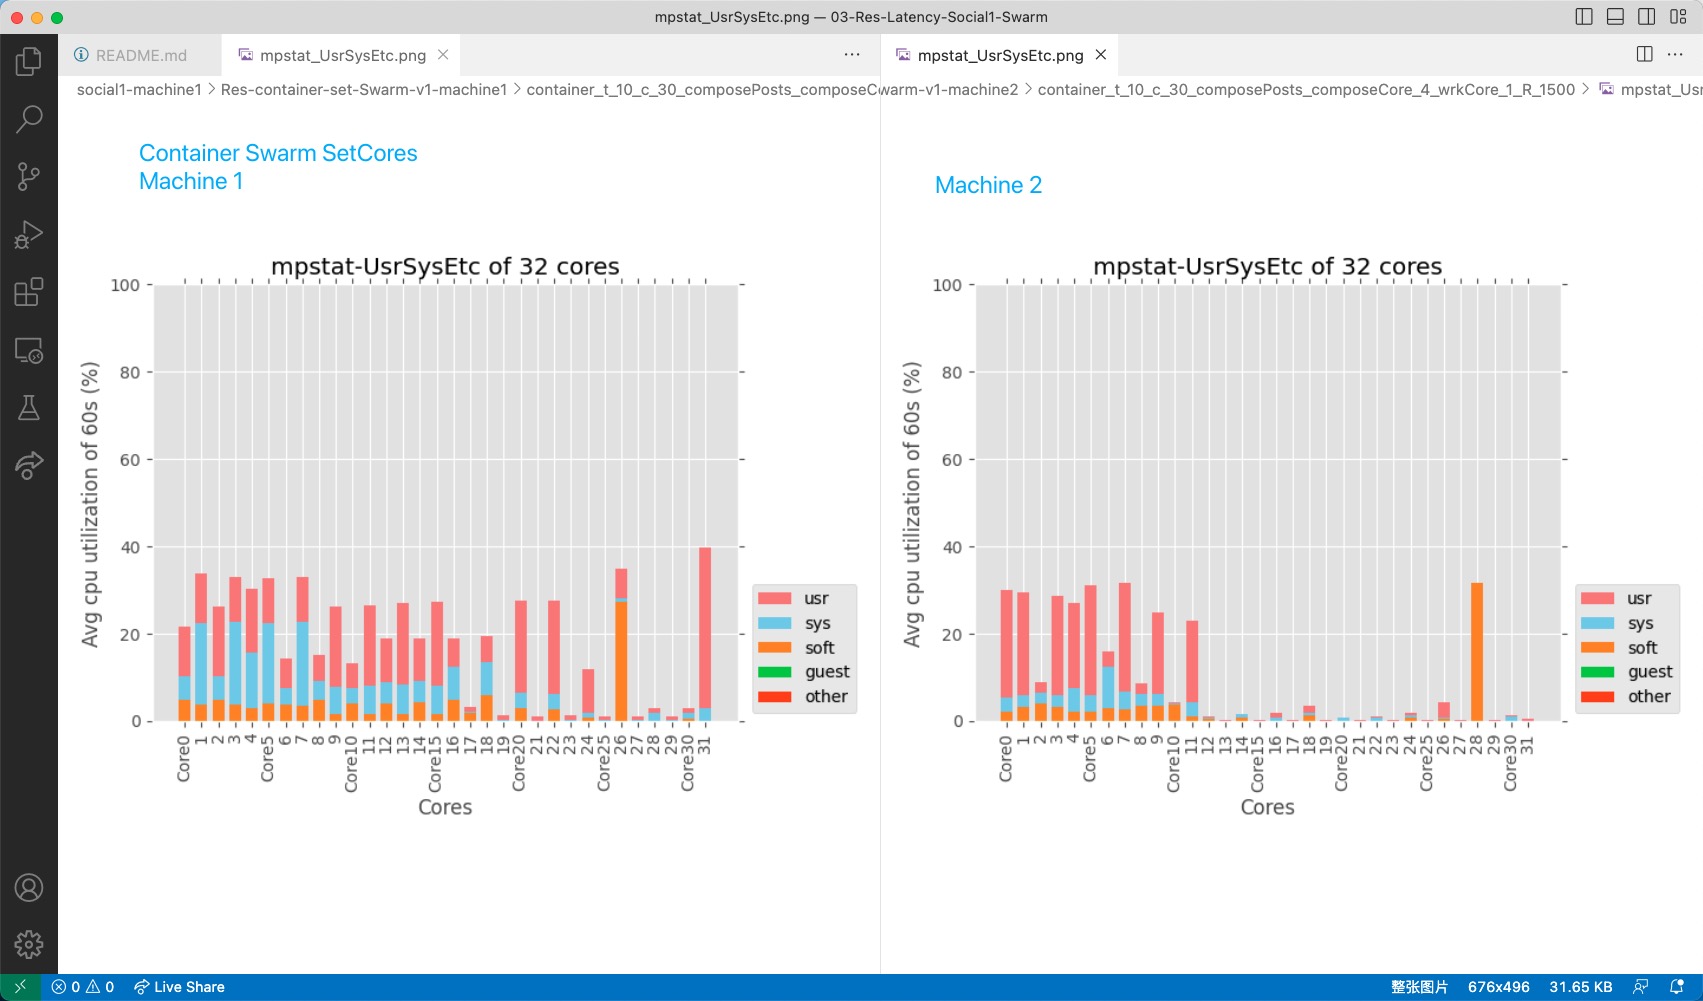 mpstat_UsrSysEtc.png — 03-Res-Latency-Social1-Swarm
README.md
mpstat_UsrSysEtc.png
mpstat_UsrSysEtc.png
social1-machine1 > Res-container-set-Swarm-v1-machine1 > container_t_10_c_30_composePosts_composeC
warm-v1-machine2 > container_t_10_c_30_composePosts_composeCore_4_wrkCore_1_R_1500 > mpstat_Usr
Container Swarm SetCores
Machine 1
mpstat-UsrSysEtc of 32 cores
100
80
60
40
20
0
Avg cpu utilization of 60s (%)
Core0 1 2 3 4 Core5 6 7 8 9 Core10 11 12 13 14 Core15 16 17 18 19 Core20 21 22 23 24 Core25 26 27 28 29 Core30 31
Cores
usr
sys
soft
guest
other
Machine 2
mpstat-UsrSysEtc of 32 cores
100
80
60
40
20
0
Avg cpu utilization of 60s (%)
Core0 1 2 3 4 Core5 6 7 8 9 Core10 11 12 13 14 Core15 16 17 18 19 Core20 21 22 23 24 Core25 26 27 28 29 Core30 31
Cores
usr
sys
soft
guest
other
0 0 Live Share
整张图片 676x496 31.65 KB